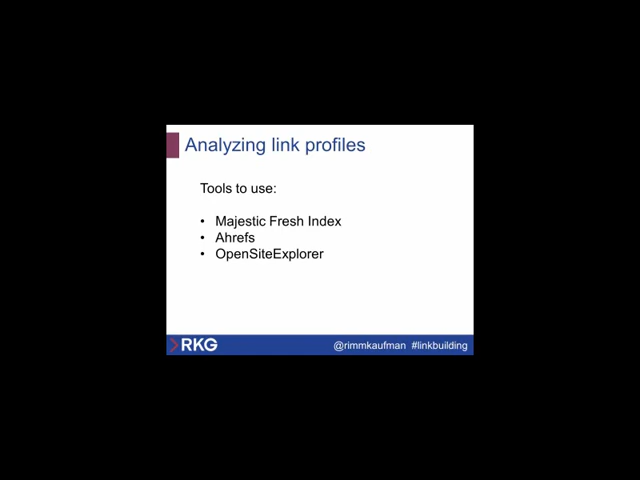 Analyzing link profiles
Tools to use:
• Majestic Fresh Index
• Ahrefs
• OpenSiteExplorer
RKG
@rimmkaufman #linkbuilding